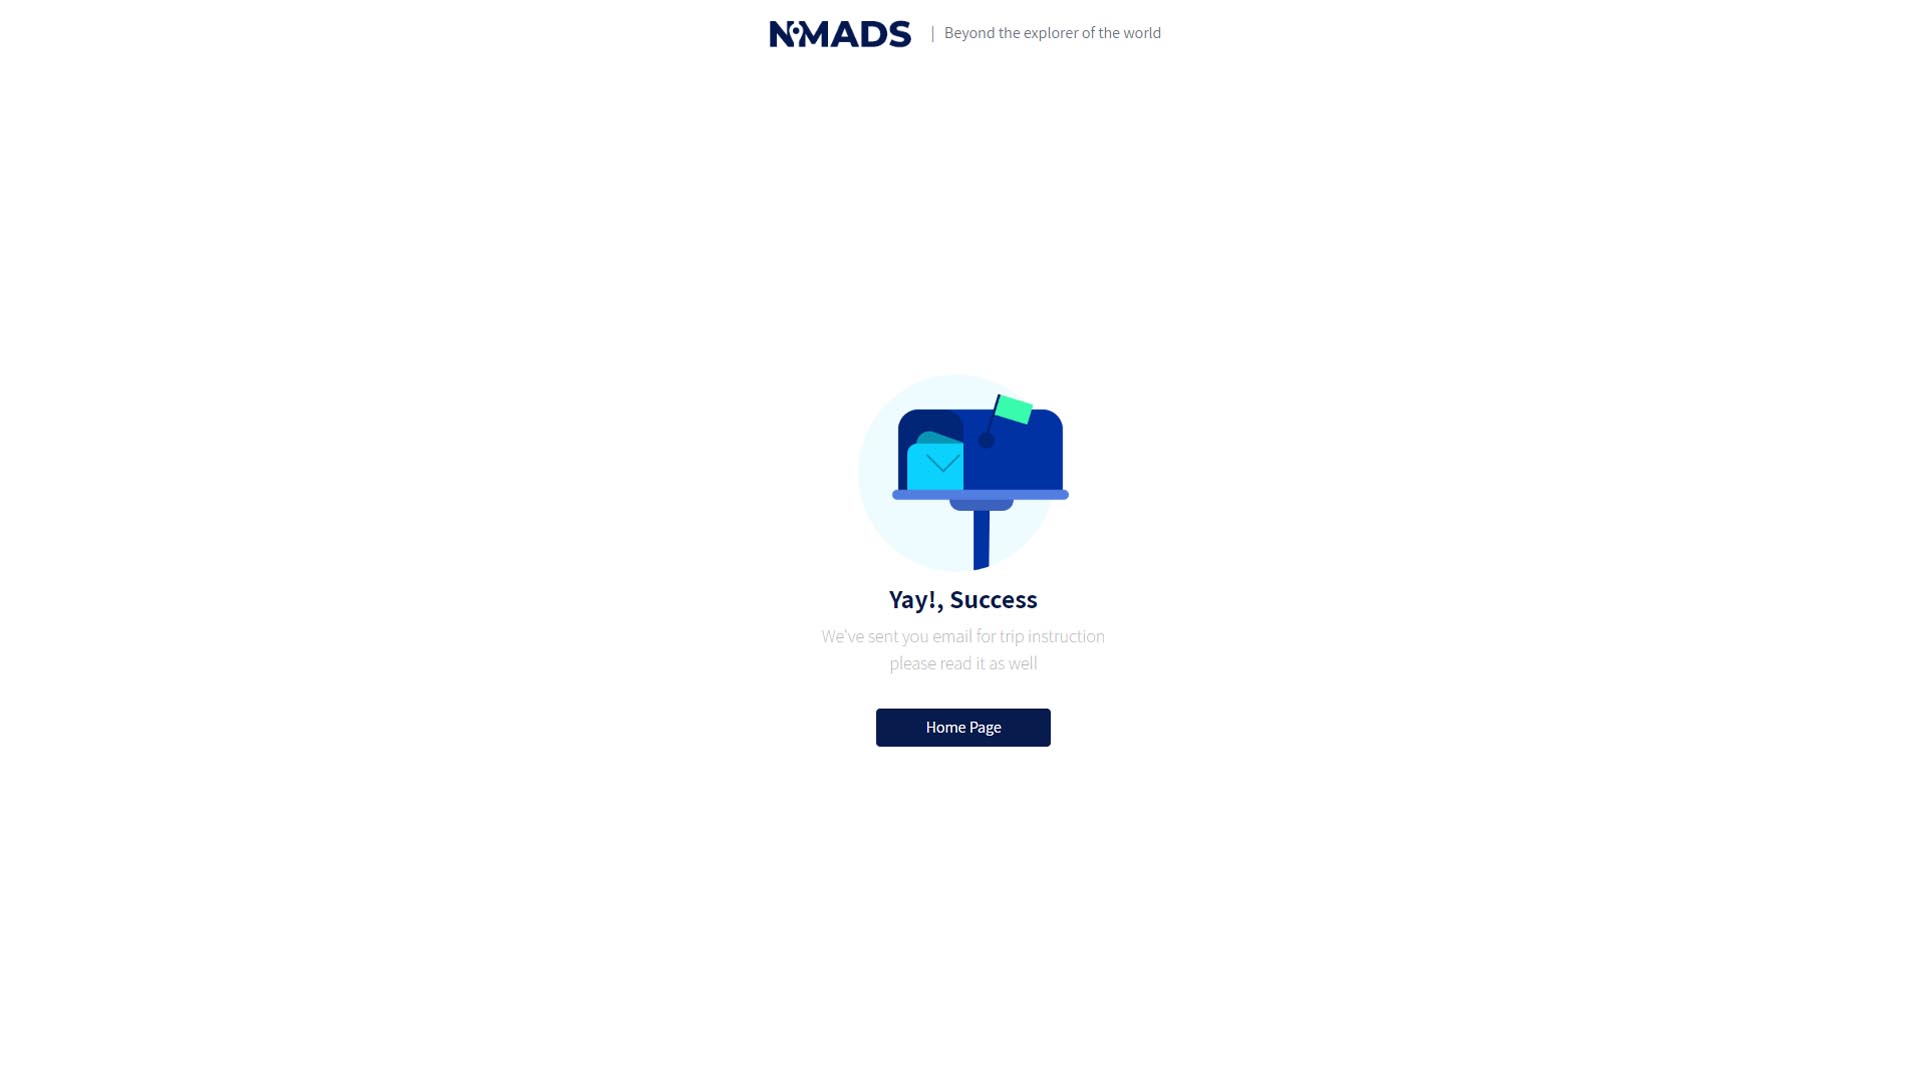 NOMADS | Beyond the explorer of the world
Yay!, Success
We've sent you email for trip instruction
please read it as well
Home Page